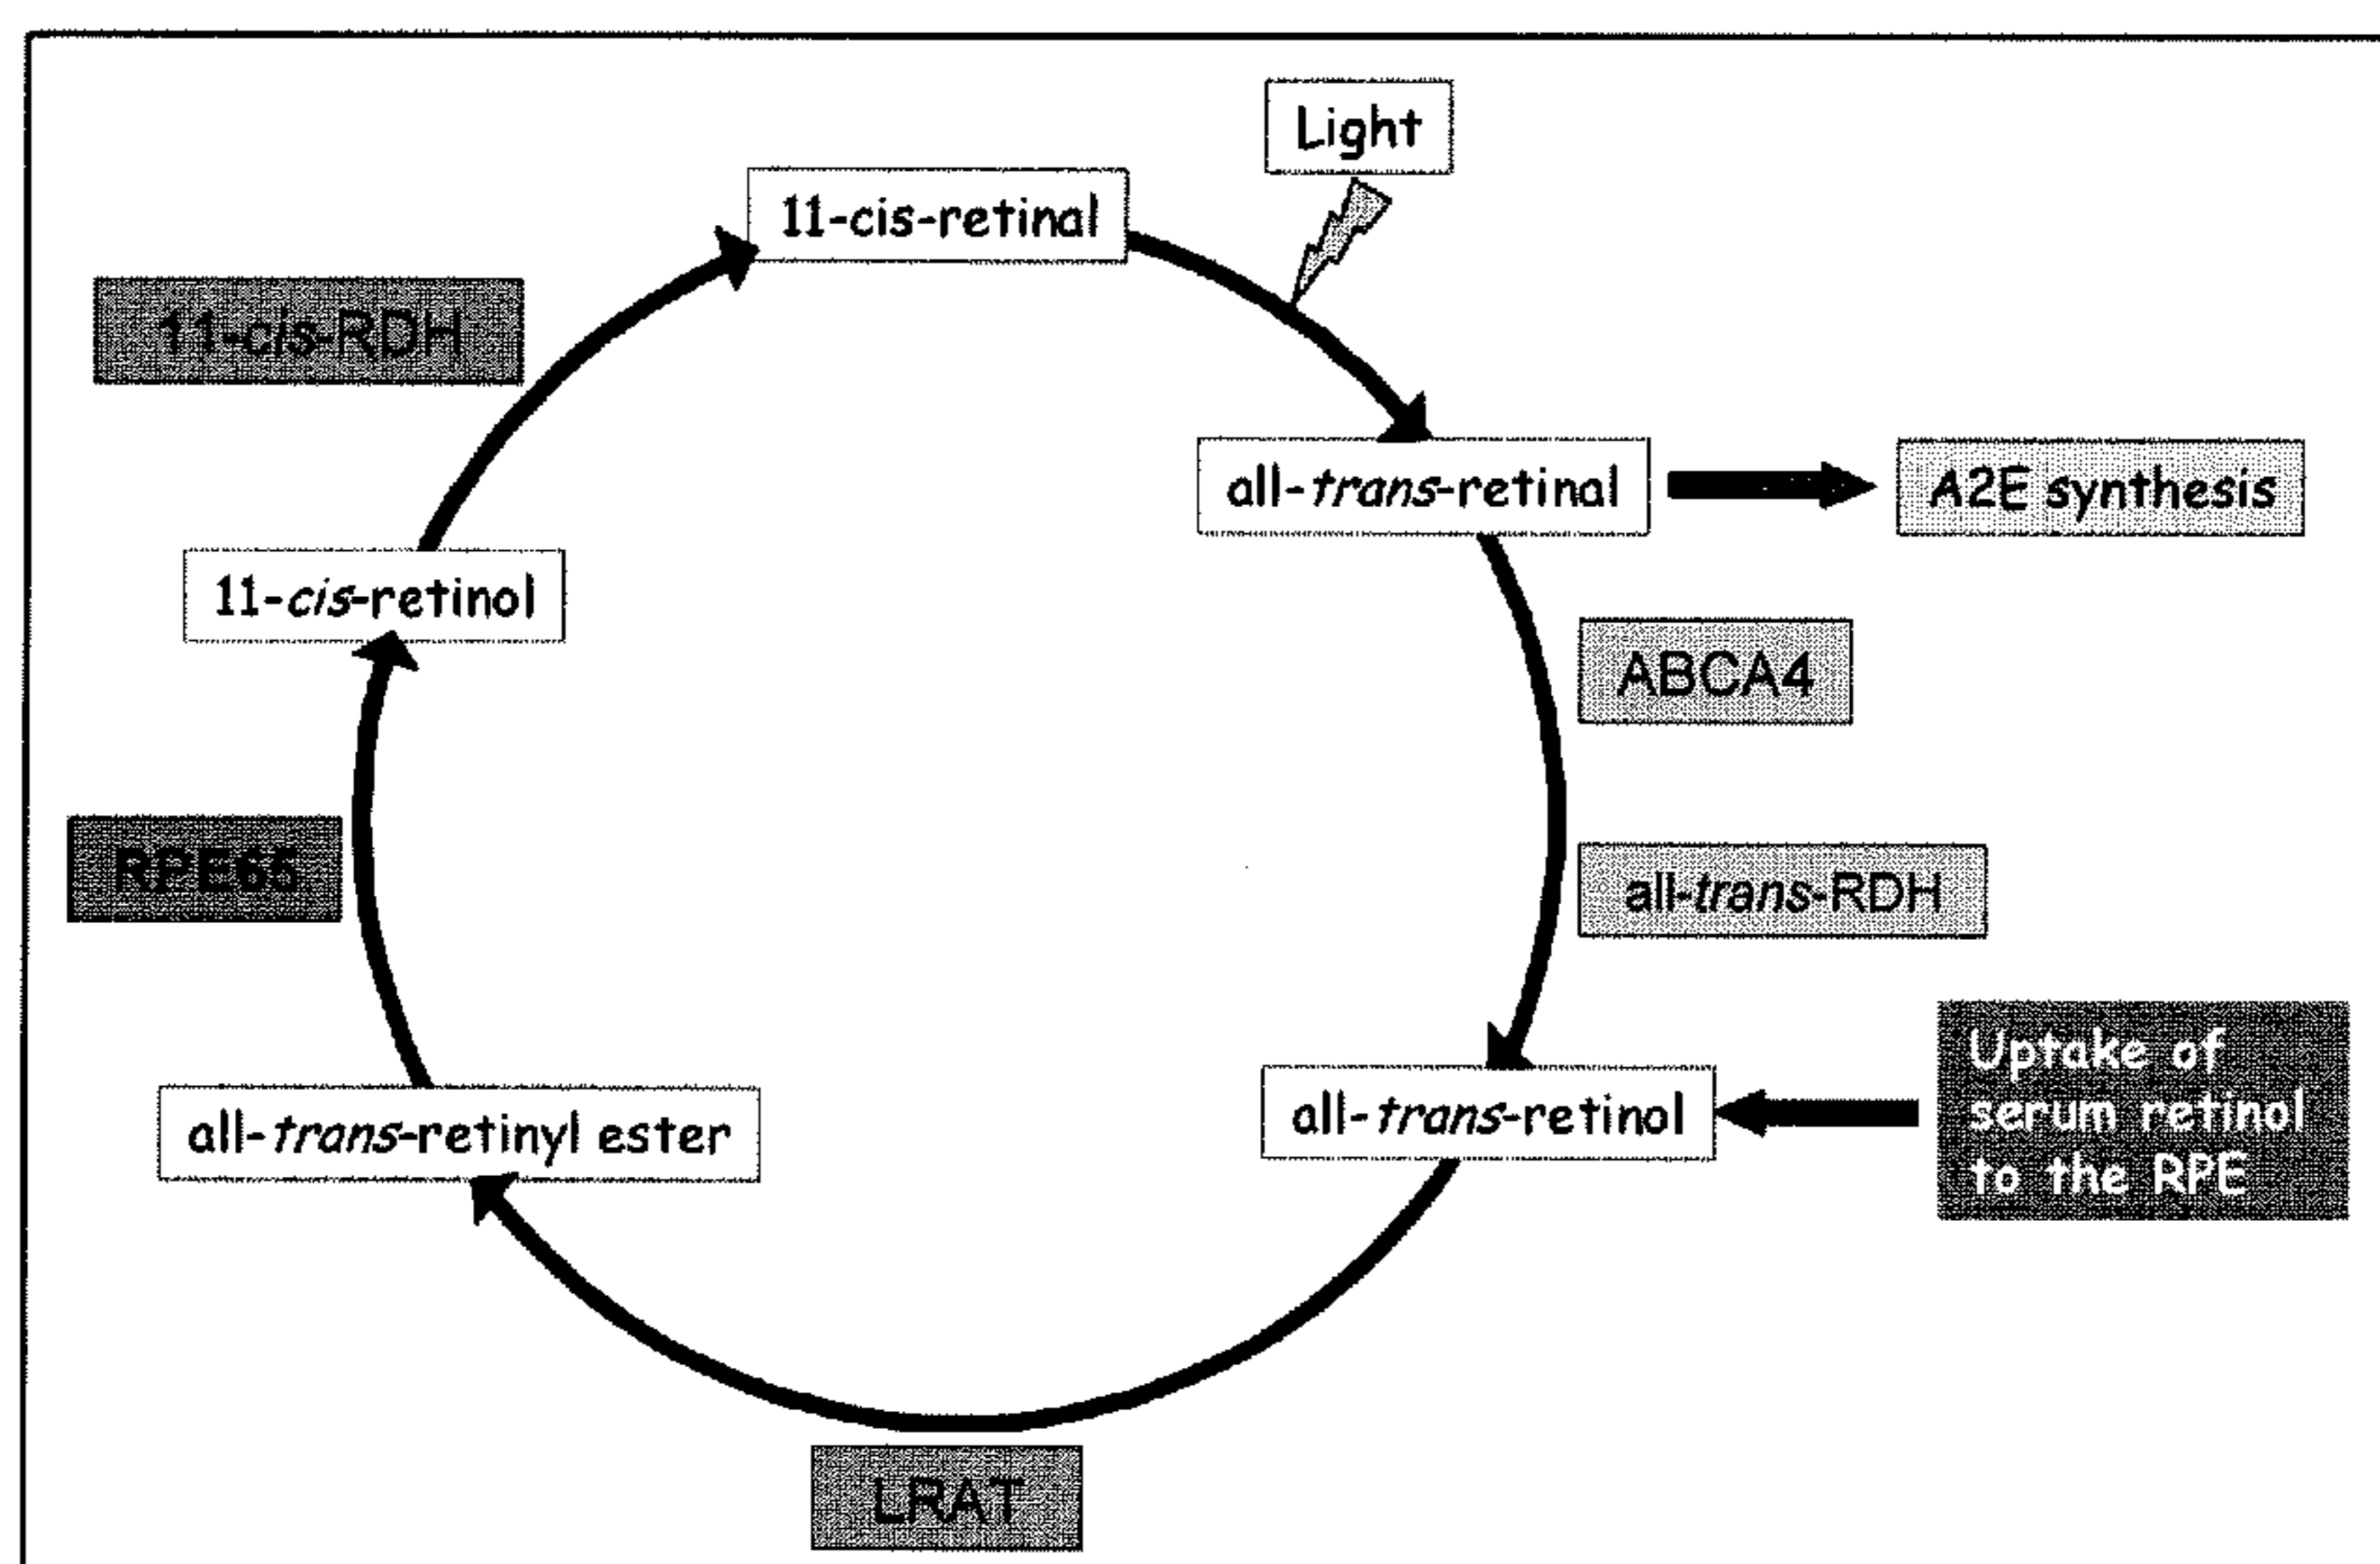 Light
11-cis-retinal
11-cis-RDH
all-trans-retinal
A2E synthesis
11-cis-retinol
ABCA4
RPE65
all-trans-RDH
Uptake of
serum retinol
to the RPE
all-trans-retinyl ester
all-trans-retinol
LRAT